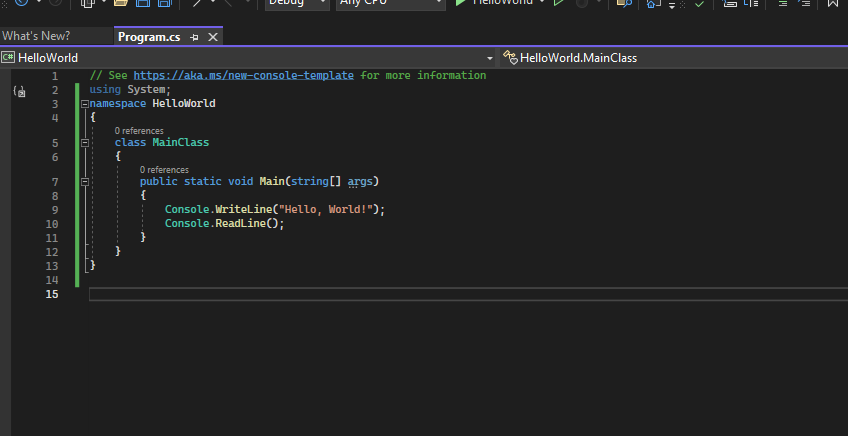 Debug Any CPU HelloWorld
What's New? Program.cs
HelloWorld HelloWorld.MainClass
1 // See https://aka.ms/new-console-template for more information
2 using System;
3 namespace HelloWorld
4 {
0 references
5 class MainClass
6 {
0 references
7 public static void Main(string[] args)
8 {
9 Console.WriteLine("Hello, World!");
10 Console.ReadLine();
11 }
12 }
13 }
14
15